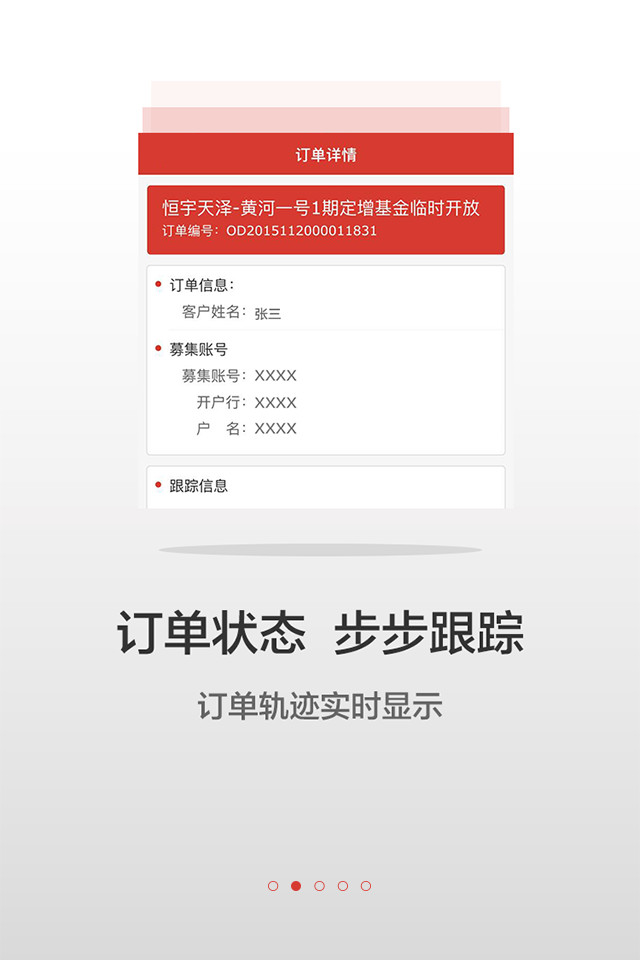 订单详情
恒宇天泽-黄河一号1期定增基金临时开放
订单编号：OD2015112000011831
订单信息：
客户姓名：张三
募集账号
募集账号：XXXX
开户行：XXXX
户　名：XXXX
跟踪信息
订单状态 步步跟踪
订单轨迹实时显示